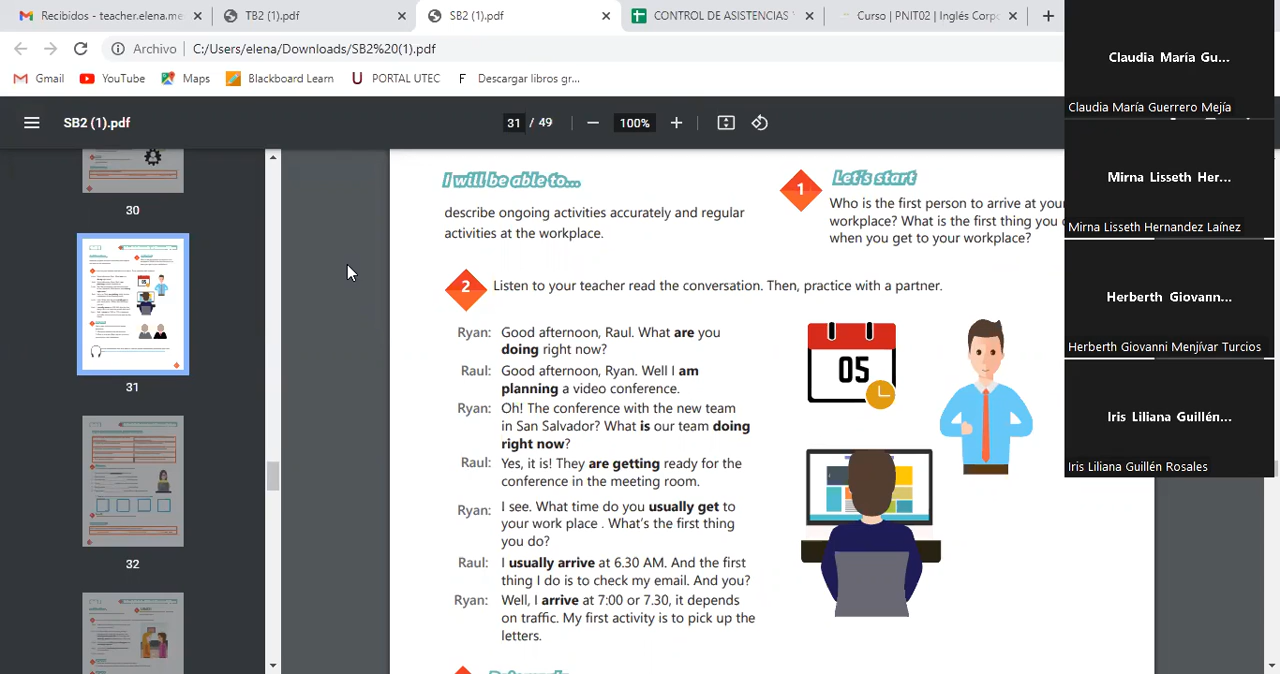 Recibidos - teacher.elena.me
TB2 (1).pdf
SB2 (1).pdf
CONTROL DE ASISTENCIAS
Curso | PNIT02 | Inglés Corp
Archivo
C:/Users/elena/Downloads/SB2%20(1).pdf
Gmail
YouTube
Maps
Blackboard Learn
PORTAL UTEC
Descargar libros gr...
SB2 (1).pdf
31 / 49
100%
30
31
32
I will be able to...
describe ongoing activities accurately and regular
activities at the workplace.
1
Let's start
Who is the first person to arrive at your
workplace? What is the first thing you
when you get to your workplace?
2
Listen to your teacher read the conversation. Then, practice with a partner.
Ryan: Good afternoon, Raul. What are you
doing right now?
Raul: Good afternoon, Ryan. Well I am
planning a video conference.
Ryan: Oh! The conference with the new team
in San Salvador? What is our team doing
right now?
Raul: Yes, it is! They are getting ready for the
conference in the meeting room.
Ryan: I see. What time do you usually get to
your work place . What's the first thing
you do?
Raul: I usually arrive at 6.30 AM. And the first
thing I do is to check my email. And you?
Ryan: Well, I arrive at 7:00 or 7.30, it depends
on traffic. My first activity is to pick up the
letters.
05
Claudia María Gu...
Claudia María Guerrero Mejía
Mirna Lisseth Her...
Mirna Lisseth Hernandez Laínez
Herberth Giovann...
Herberth Giovanni Menjívar Turcios
Iris Liliana Guillén...
Iris Liliana Guillén Rosales